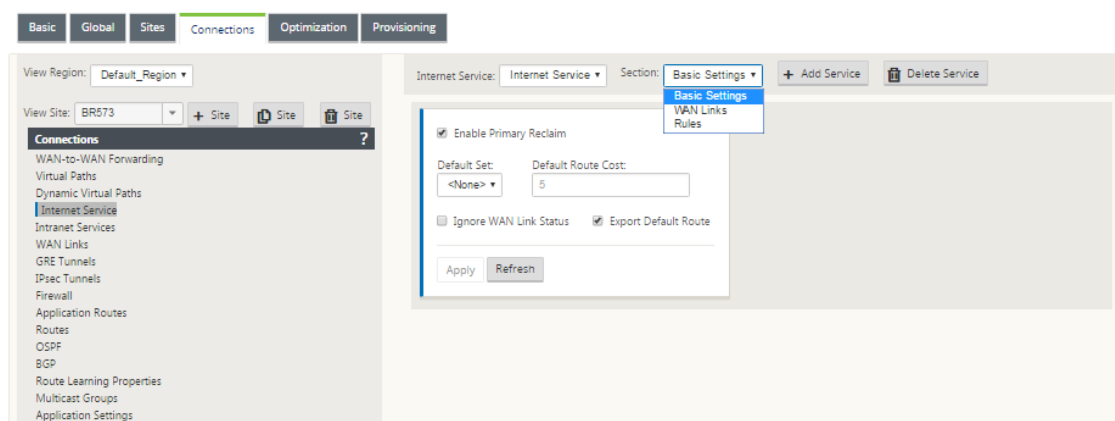 Basic Global Sites Connections Optimization Provisioning
View Region: Default_Region
View Site: BR573 + Site Site Site
Connections ?
WAN-to-WAN Forwarding
Virtual Paths
Dynamic Virtual Paths
Internet Service
Intranet Services
WAN Links
GRE Tunnels
IPsec Tunnels
Firewall
Application Routes
Routes
OSPF
BGP
Route Learning Properties
Multicast Groups
Application Settings
Internet Service: Internet Service Section: Basic Settings + Add Service Delete Service
Basic Settings
WAN Links
Rules
Enable Primary Reclaim
Default Set: Default Route Cost:
<None> 5
Ignore WAN Link Status Export Default Route
Apply Refresh